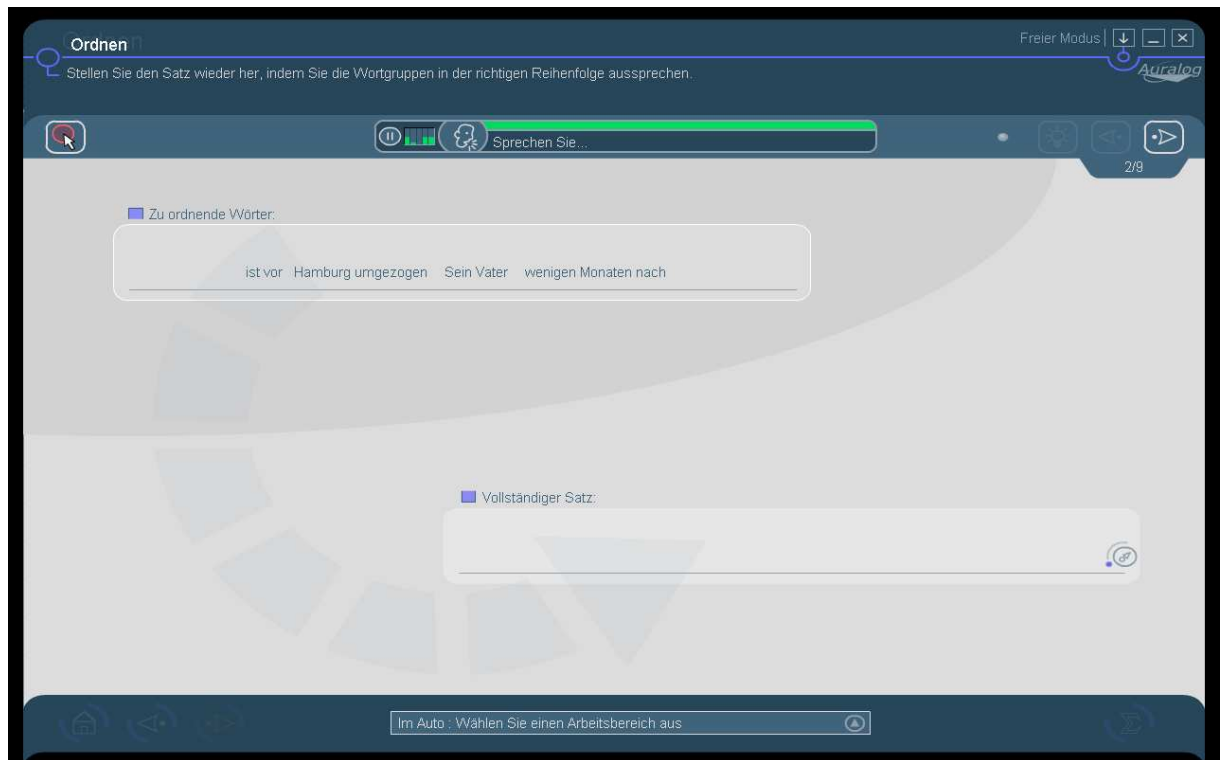 Ordnen
Freier Modus
Stellen Sie den Satz wieder her, indem Sie die Wortgruppen in der richtigen Reihenfolge aussprechen.
Auralog
Sprechen Sie...
2/9
Zu ordnende Wörter:
ist vor Hamburg umgezogen Sein Vater wenigen Monaten nach
Vollständiger Satz:
Im Auto : Wählen Sie einen Arbeitsbereich aus